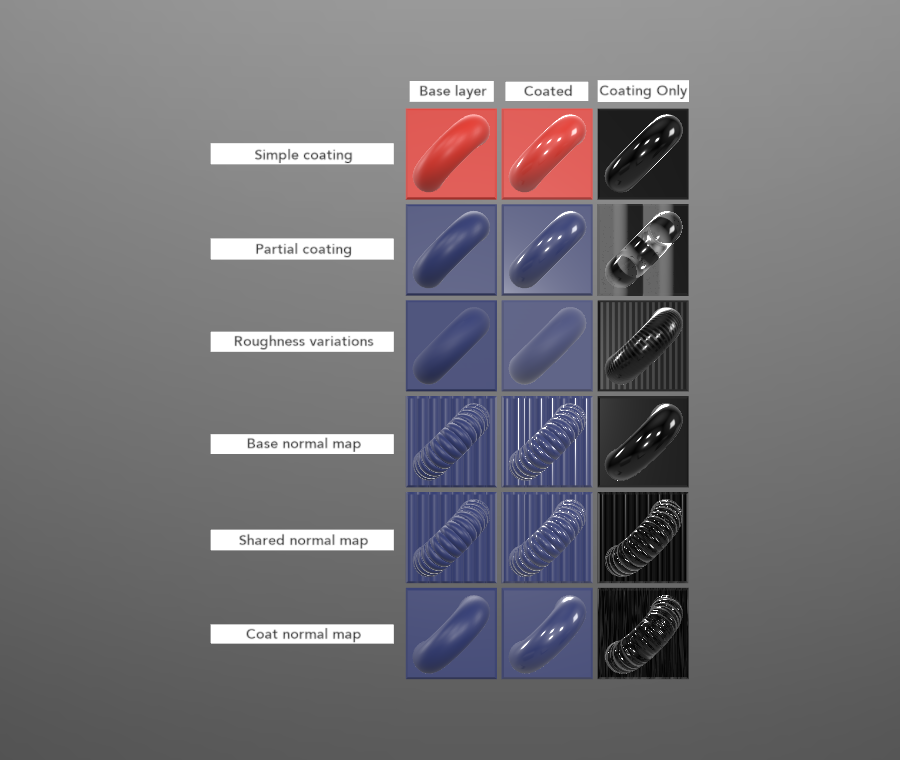 Base layer
Coated
Coating Only
Simple coating
Partial coating
Roughness variations
Base normal map
Shared normal map
Coat normal map